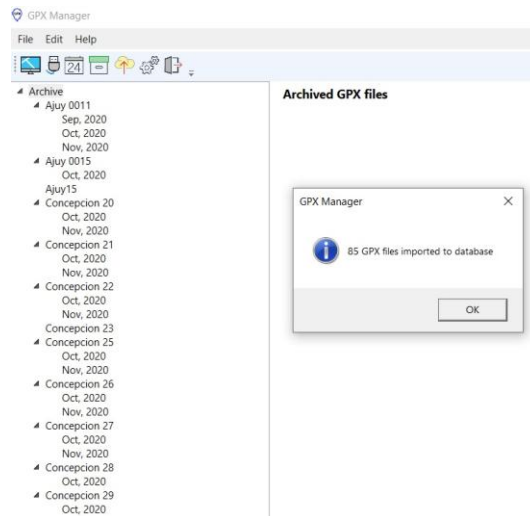 GPX Manager
File Edit Help
24
Archive
Ajuy 0011
Sep, 2020
Oct, 2020
Nov, 2020
Ajuy 0015
Oct, 2020
Ajuy15
Concepcion 20
Oct, 2020
Nov, 2020
Concepcion 21
Oct, 2020
Nov, 2020
Concepcion 22
Oct, 2020
Nov, 2020
Concepcion 23
Concepcion 25
Oct, 2020
Nov, 2020
Concepcion 26
Oct, 2020
Nov, 2020
Concepcion 27
Oct, 2020
Nov, 2020
Concepcion 28
Oct, 2020
Concepcion 29
Oct, 2020
Archived GPX files
GPX Manager
85 GPX files imported to database
OK